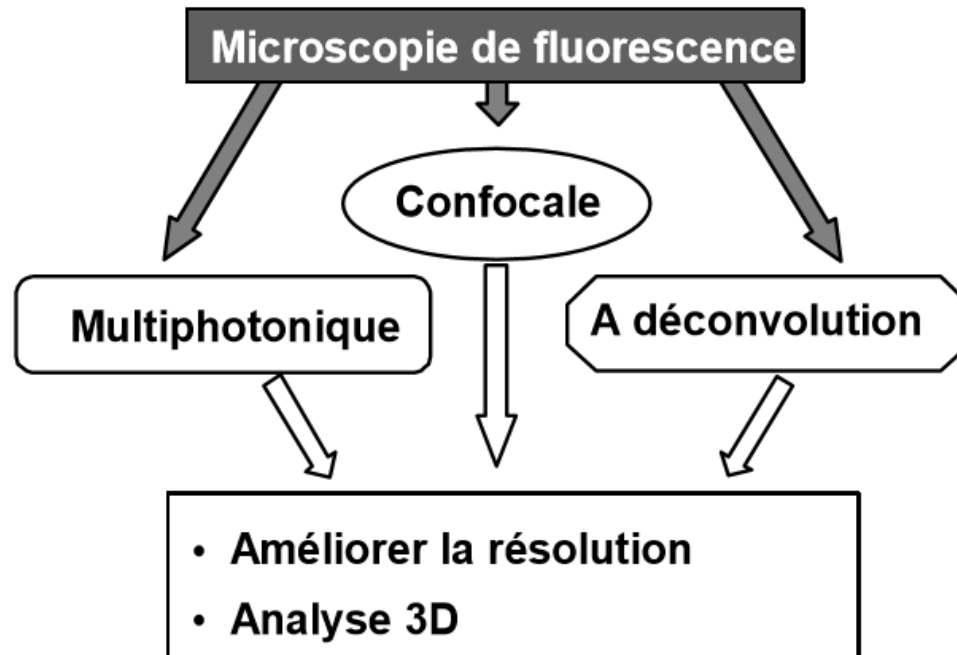 Microscopie de fluorescence
Confocale
Multiphotonique
A déconvolution
• Améliorer la résolution
• Analyse 3D